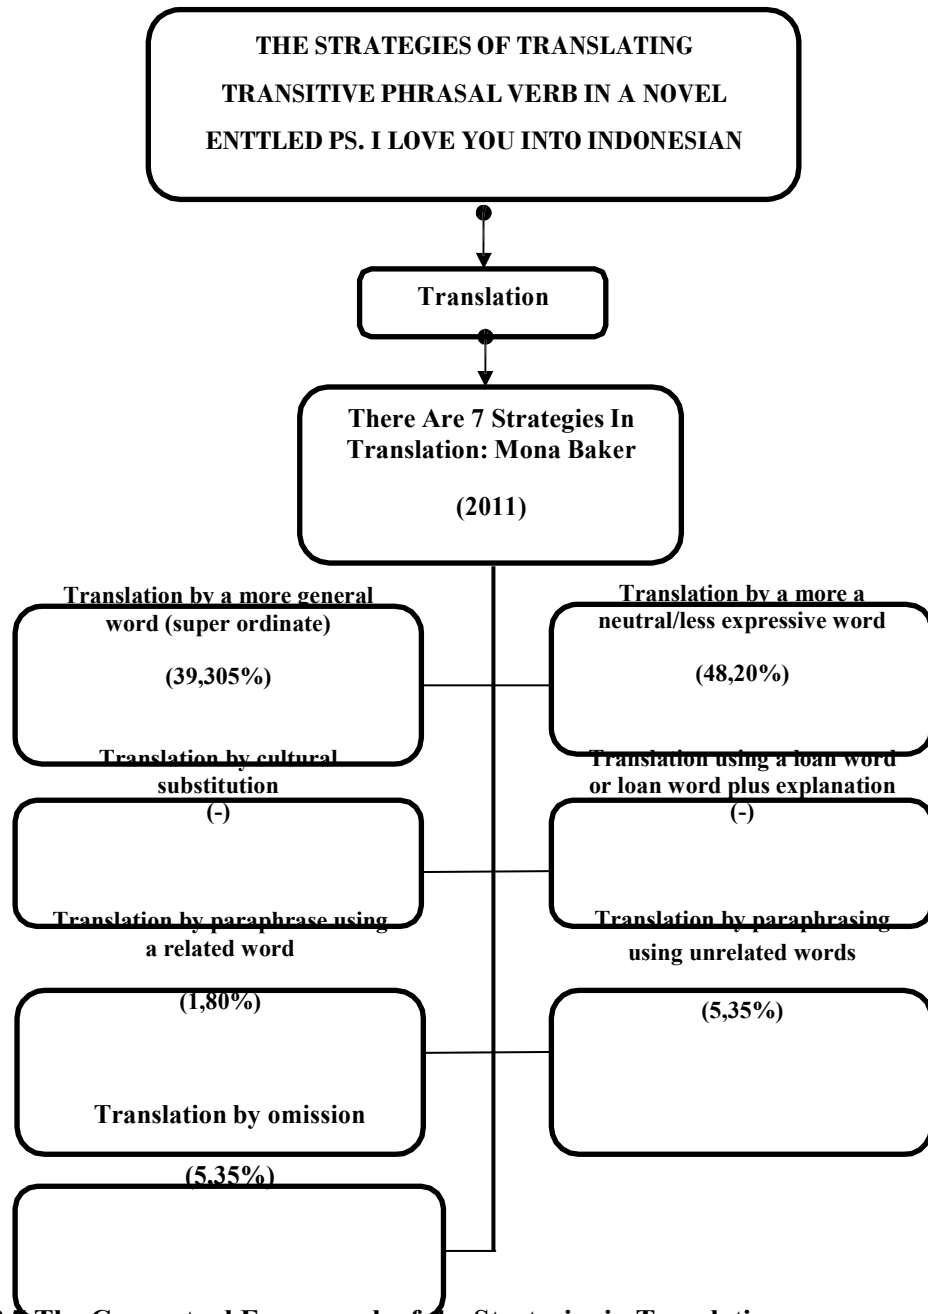 THE STRATEGIES OF TRANSLATING
TRANSITIVE PHRASAL VERB IN A NOVEL
ENTTLED PS. I LOVE YOU INTO INDONESIAN
Translation
There Are 7 Strategies In
Translation: Mona Baker
(2011)
Translation by a more general
word (super ordinate)
(39,305%)
Translation by a more a
neutral/less expressive word
(48,20%)
Translation by cultural
substitution
(-)
Translation using a loan word
or loan word plus explanation
(-)
Translation by paraphrase using
a related word
(1,80%)
Translation by paraphrasing
using unrelated words
(5,35%)
Translation by omission
(5,35%)
The Conceptual Framework of the Strategies in Translation